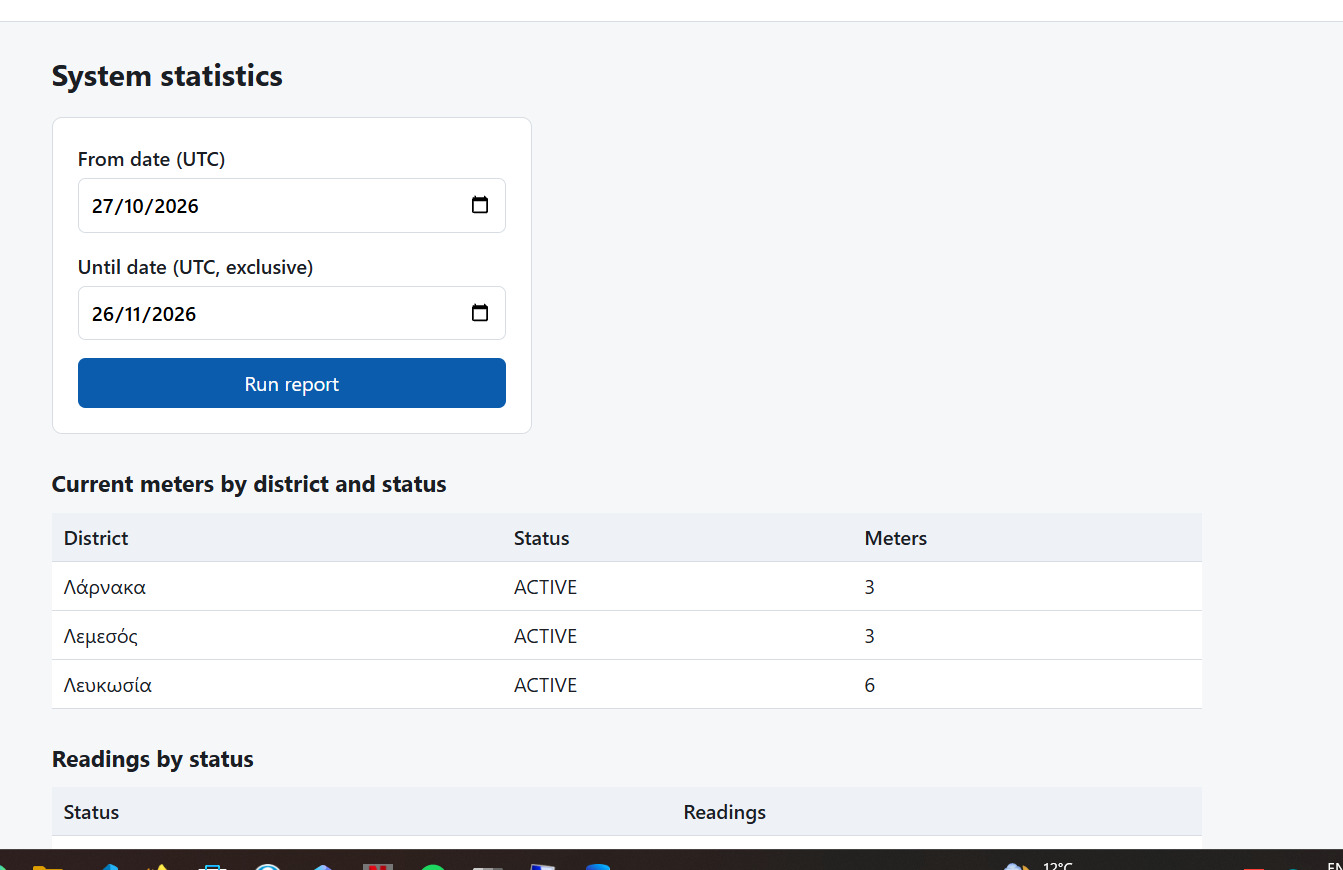 System statistics
From date (UTC)
27/10/2026
Until date (UTC, exclusive)
26/11/2026
Run report
Current meters by district and status
District Status Meters
Λάρνακα ACTIVE 3
Λεμεσός ACTIVE 3
Λευκωσία ACTIVE 6
Readings by status
Status Readings
12°C
EN